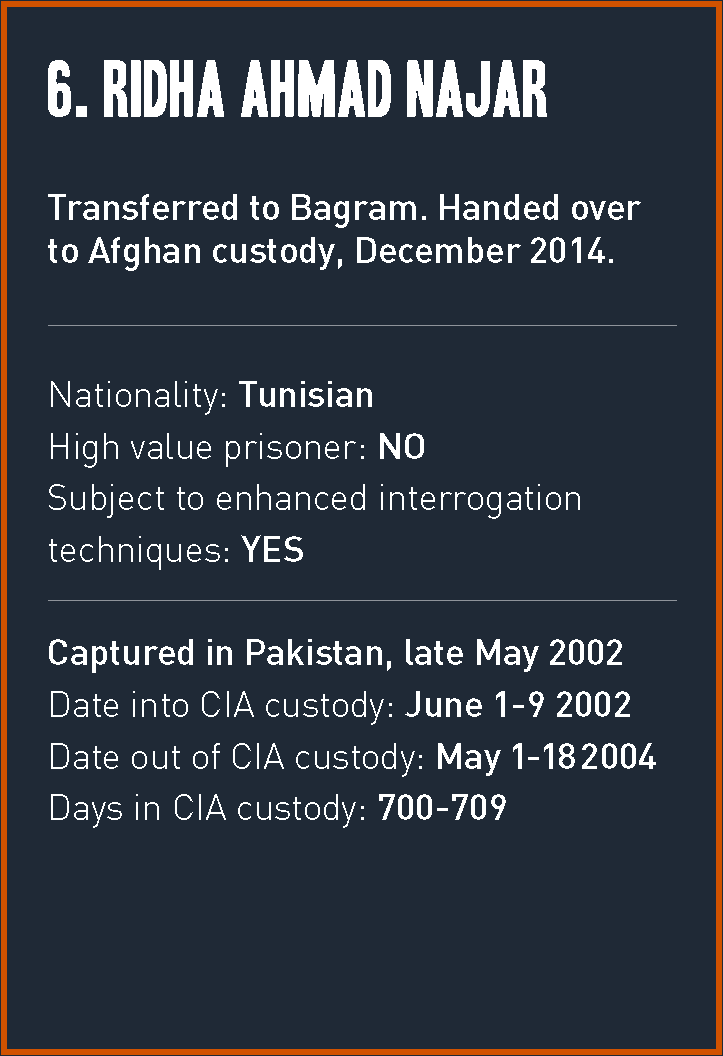 6. RIDHA AHMAD NAJAR
Transferred to Bagram. Handed over
to Afghan custody, December 2014.
Nationality: Tunisian
High value prisoner: NO
Subject to enhanced interrogation
techniques: YES
Captured in Pakistan, late May 2002
Date into CIA custody: June 1-9 2002
Date out of CIA custody: May 1-18 2004
Days in CIA custody: 700-709